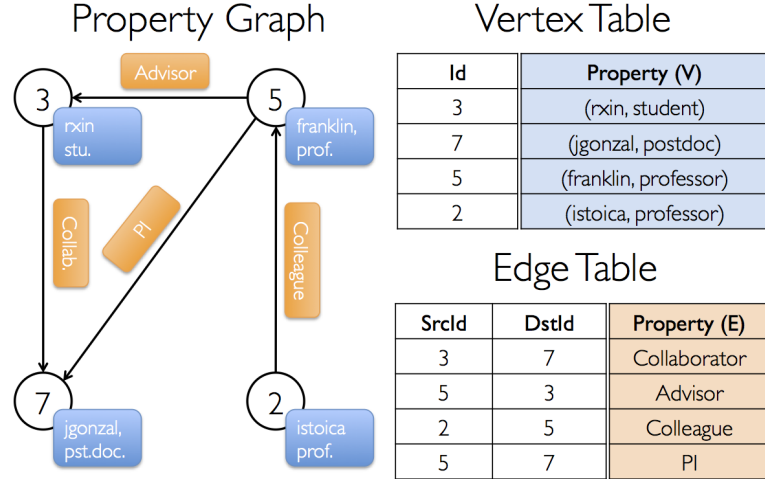 Property Graph
Advisor
3
5
rxin
stu.
franklin,
prof.
Collab.
PI
Colleague
7
2
jgonzal,
pst.doc.
istoica
prof.
Vertex Table
Id Property (V)
3 (rxin, student)
7 (jgonzal, postdoc)
5 (franklin, professor)
2 (istoica, professor)
Edge Table
SrcId DstId Property (E)
3 7 Collaborator
5 3 Advisor
2 5 Colleague
5 7 PI